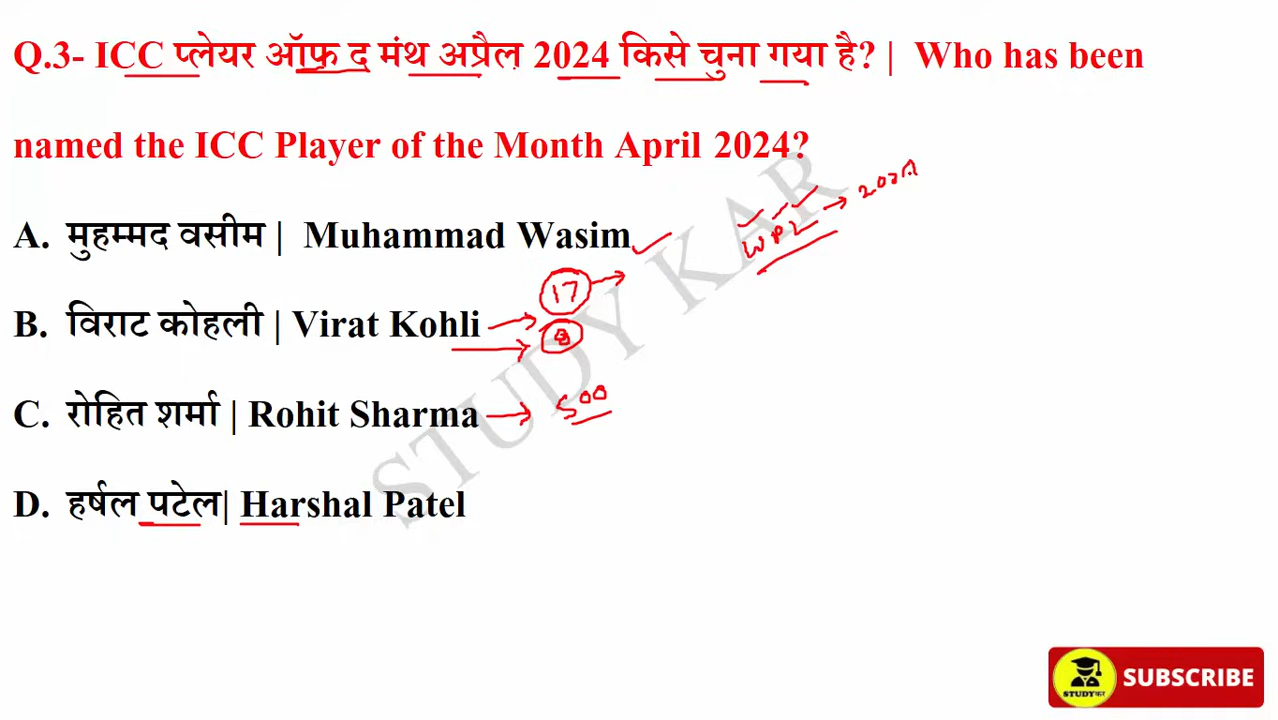 Q.3- ICC प्लेयर ऑफ़ द मंथ अप्रैल 2024 किसे चुना गया है? | Who has been
named the ICC Player of the Month April 2024?
A. मुहम्मद वसीम | Muhammad Wasim
WPL
B. विराट कोहली | Virat Kohli
17
C. रोहित शर्मा | Rohit Sharma
500
D. हर्षल पटेल| Harshal Patel
STUDY KAR
STUDYकर
SUBSCRIBE